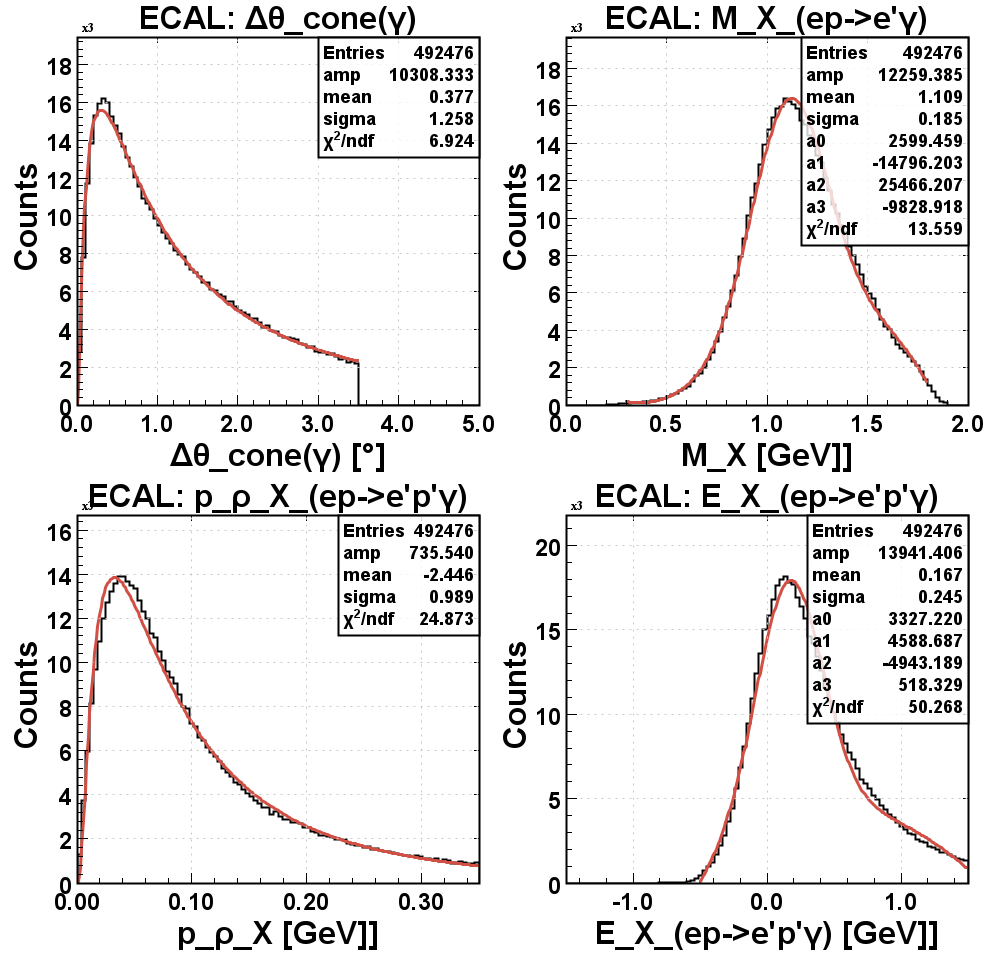 ECAL: Δθ_cone(γ)
x3
Entries 492476
amp 10308.333
mean 0.377
sigma 1.258
χ²/ndf 6.924
18
16
14
12
10
8
6
4
2
0
Counts
0.0 1.0 2.0 3.0 4.0 5.0
Δθ_cone(γ) [°]
ECAL: M_X_(ep->e'γ)
x3
Entries 492476
amp 12259.385
mean 1.109
sigma 0.185
a0 2599.459
a1 -14796.203
a2 25466.207
a3 -9828.918
χ²/ndf 13.559
18
16
14
12
10
8
6
4
2
0
Counts
0.0 0.5 1.0 1.5 2.0
M_X [GeV]]
ECAL: p_ρ_X_(ep->e'p'γ)
x3
Entries 492476
amp 735.540
mean -2.446
sigma 0.989
χ²/ndf 24.873
16
14
12
10
8
6
4
2
0
Counts
0.00 0.10 0.20 0.30
p_ρ_X [GeV]]
ECAL: E_X_(ep->e'p'γ)
x3
Entries 492476
amp 13941.406
mean 0.167
sigma 0.245
a0 3327.220
a1 4588.687
a2 -4943.189
a3 518.329
χ²/ndf 50.268
20
15
10
5
0
Counts
-1.0 0.0 1.0
E_X_(ep->e'p'γ) [GeV]]